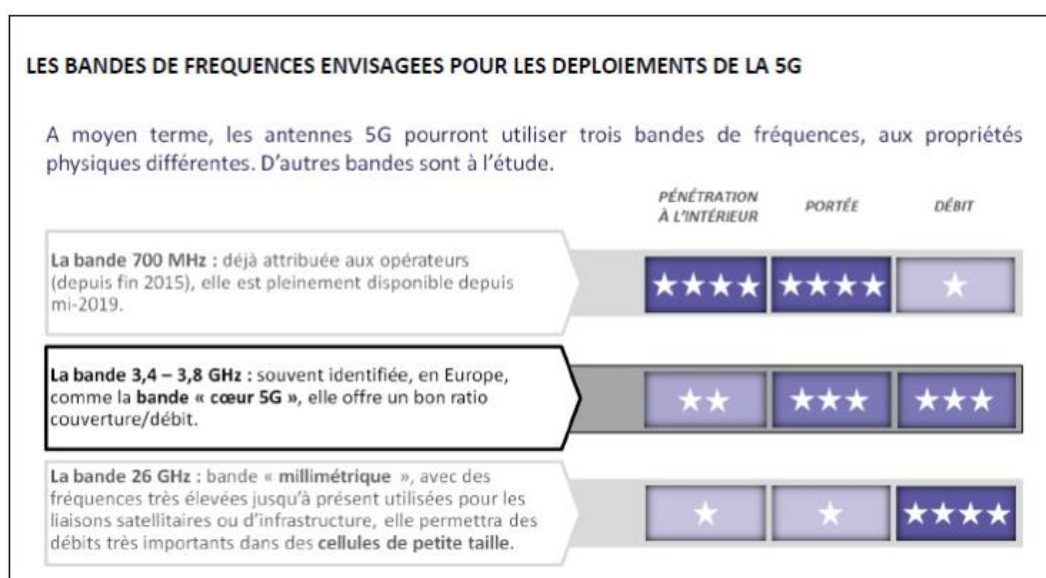 LES BANDES DE FREQUENCES ENVISAGEES POUR LES DEPLOIEMENTS DE LA 5G
A moyen terme, les antennes 5G pourront utiliser trois bandes de fréquences, aux propriétés
physiques différentes. D'autres bandes sont à l'étude.
PÉNÉTRATION
À L'INTÉRIEUR
PORTÉE
DÉBIT
La bande 700 MHz : déjà attribuée aux opérateurs
(depuis fin 2015), elle est pleinement disponible depuis
mi-2019.
La bande 3,4 – 3,8 GHz : souvent identifiée, en Europe,
comme la bande « cœur 5G », elle offre un bon ratio
couverture/débit.
La bande 26 GHz : bande « millimétrique », avec des
fréquences très élevées jusqu'à présent utilisées pour les
liaisons satellitaires ou d'infrastructure, elle permettra des
débits très importants dans des cellules de petite taille.